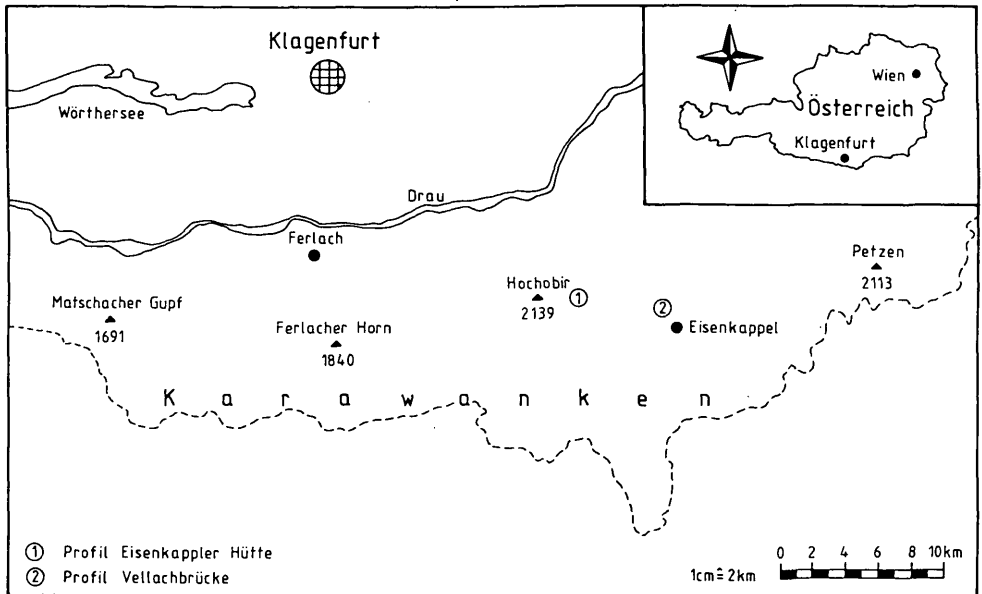 Klagenfurt
Wörthersee
Wien
Österreich
Klagenfurt
Drau
Ferlach
Petzen
2113
Hochobir
2139
①
②
Eisenkappel
Matschacher Gupf
1691
Ferlacher Horn
1840
Karawanken
① Profil Eisenkappler Hütte
② Profil Vellachbrücke
0 2 4 6 8 10km
1cm≙2km